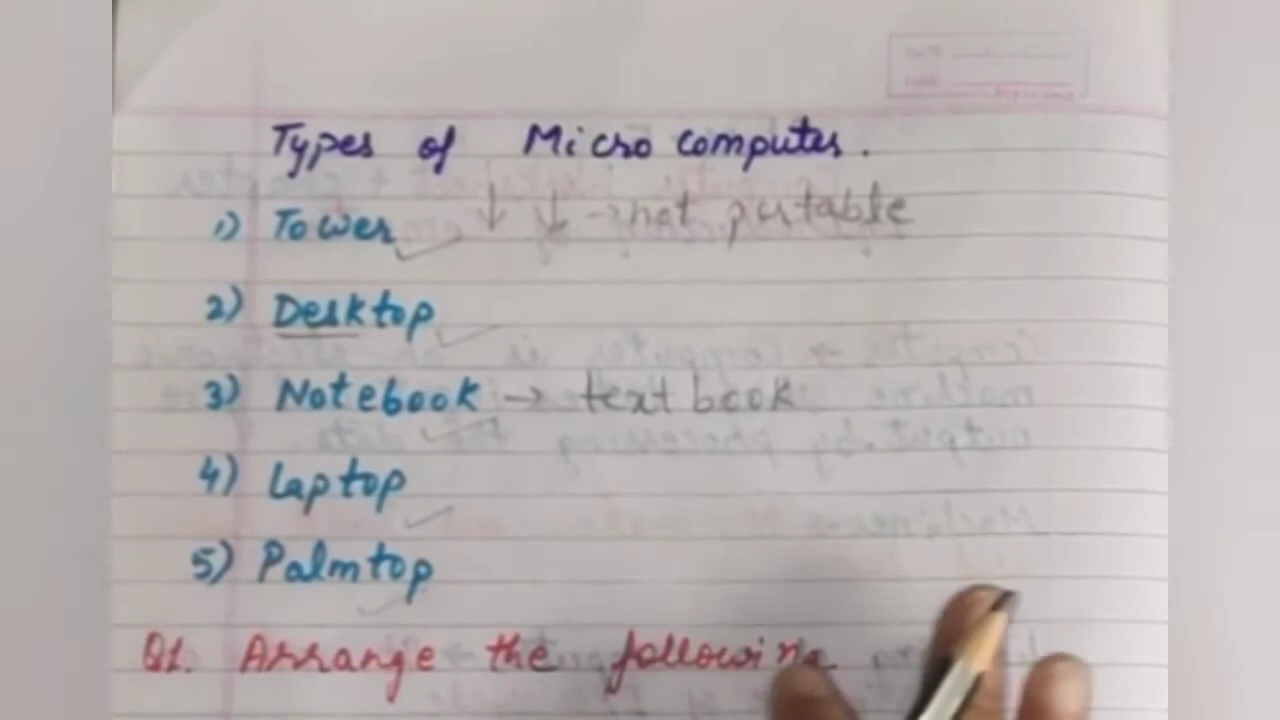 Types of Micro computer.
1) Tower ↓ ↓ → not portable
2) Desktop
3) Notebook → text book
4) Laptop
5) Palmtop
Q1. Arrange the following